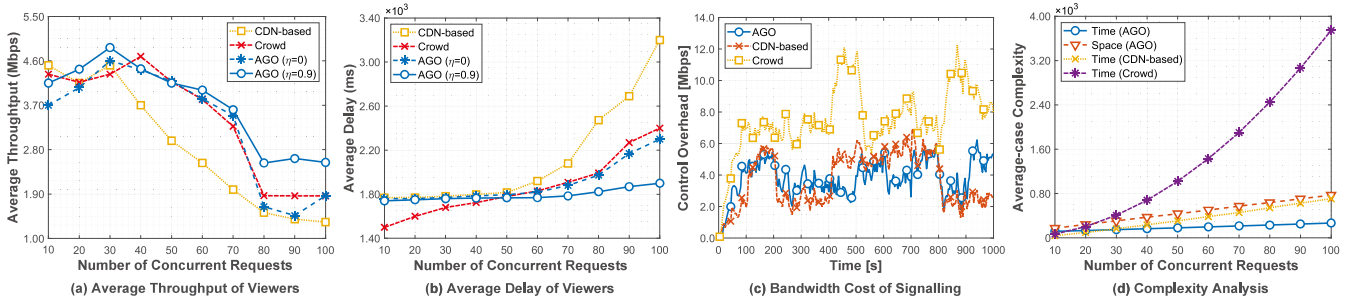 Average Throughput (Mbps)
5.50
4.60
3.70
2.80
1.90
1.00
CDN-based
Crowd
AGO (η=0)
AGO (η=0.9)
10 20 30 40 50 60 70 80 90 100
Number of Concurrent Requests
(a) Average Throughput of Viewers
×10³
Average Delay (ms)
3.40
3.00
2.60
2.20
1.80
1.40
CDN-based
Crowd
AGO (η=0)
AGO (η=0.9)
10 20 30 40 50 60 70 80 90 100
Number of Concurrent Requests
(b) Average Delay of Viewers
Control Overhead [Mbps]
14.0
12.0
10.0
8.0
6.0
4.0
2.0
0.0
AGO
CDN-based
Crowd
0 100 200 300 400 500 600 700 800 900 1000
Time [s]
(c) Bandwidth Cost of Signalling
×10³
Average-case Complexity
4.00
3.20
2.40
1.60
0.80
0.00
Time (AGO)
Space (AGO)
Time (CDN-based)
Time (Crowd)
10 20 30 40 50 60 70 80 90 100
Number of Concurrent Requests
(d) Complexity Analysis